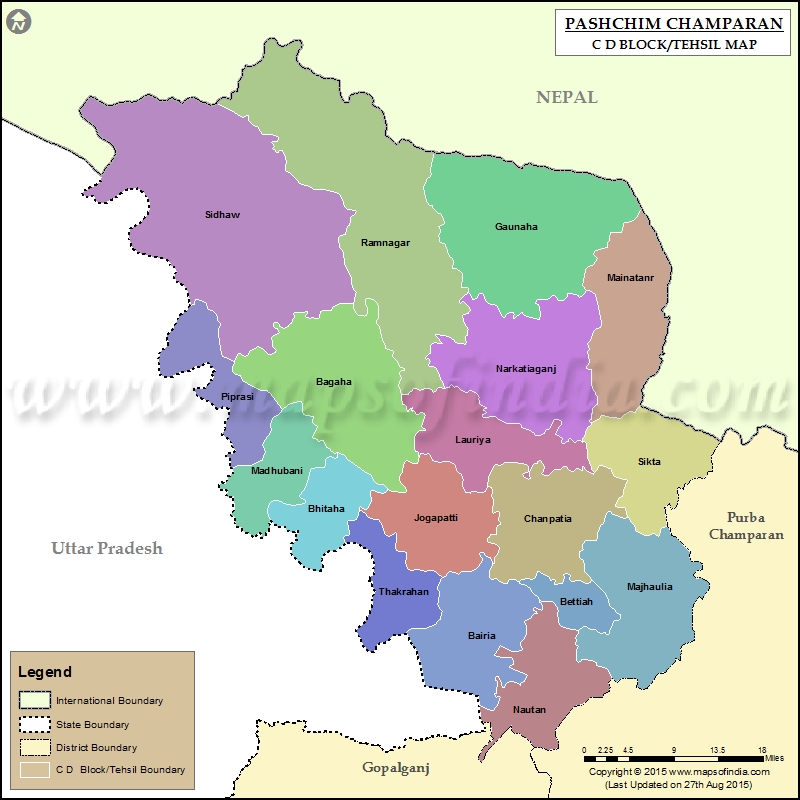 N
PASHCHIM CHAMPARAN
C D BLOCK/TEHSIL MAP
NEPAL
Sidhaw
Gaunaha
Ramnagar
Mainatanr
Narkatiaganj
Bagaha
Piprasi
www.mapsofindia.com
Lauriya
Sikta
Madhubani
Bhitaha
Jogapatti
Chanpatia
Purba
Champaran
Uttar Pradesh
Thakrahan
Majhaulia
Bettiah
Bairia
Nautan
Legend
International Boundary
State Boundary
District Boundary
C D Block/Tehsil Boundary
Gopalganj
0 2.25 4.5 9 13.5 18
Miles
Copyright © 2015 www.mapsofindia.com
(Last Updated on 27th Aug 2015)